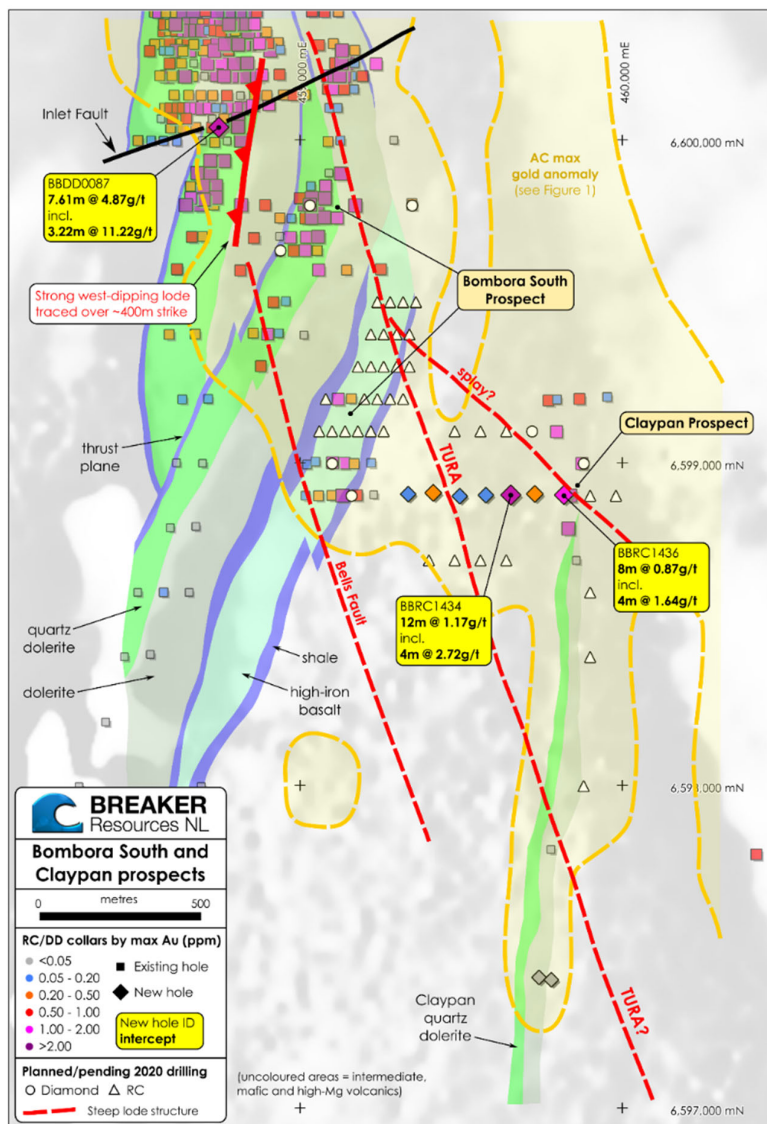 460,000 mE
Inlet Fault
6,600,000 mN
AC max
gold anomaly
(see Figure 1)
BBDD0087
7.61m @ 4.87g/t
incl.
3.22m @ 11.22g/t
Bombora South
Prospect
Strong west-dipping lode
traced over ~400m strike
splay?
Claypan Prospect
thrust
plane
TURA
6,599,000 mN
BBRC1436
8m @ 0.87g/t
incl.
4m @ 1.64g/t
Bells Fault
BBRC1434
12m @ 1.17g/t
incl.
4m @ 2.72g/t
quartz
dolerite
shale
dolerite
high-iron
basalt
6,598,000 mN
BREAKER
Resources NL
Bombora South and
Claypan prospects
metres
0 500
RC/DD collars by max Au (ppm)
<0.05
0.05 - 0.20
0.20 - 0.50
0.50 - 1.00
1.00 - 2.00
>2.00
Existing hole
New hole
New hole ID
intercept
Planned/pending 2020 drilling
Diamond RC
Steep lode structure
Claypan
quartz
dolerite
TURA?
(uncoloured areas = intermediate,
mafic and high-Mg volcanics)
6,597,000 mN